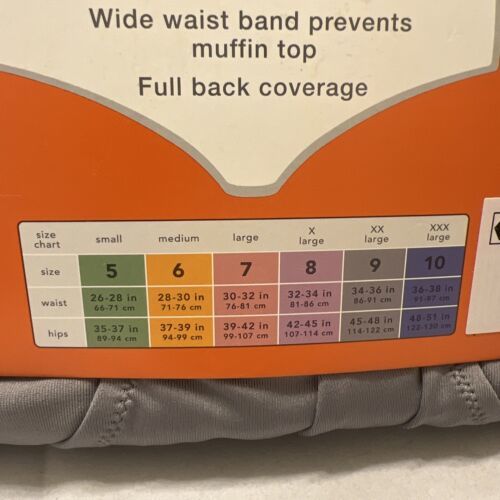 Wide waist band prevents
muffin top
Full back coverage
size chart small medium large X large XX large XXX large
size 5 6 7 8 9 10
waist 26-28 in 28-30 in 30-32 in 32-34 in 34-36 in 36-38 in
66-71 cm 71-76 cm 76-81 cm 81-86 cm 86-91 cm 91-97 cm
hips 35-37 in 37-39 in 39-42 in 42-45 in 45-48 in 48-51 in
89-94 cm 94-99 cm 99-107 cm 107-114 cm 114-122 cm 122-130 cm